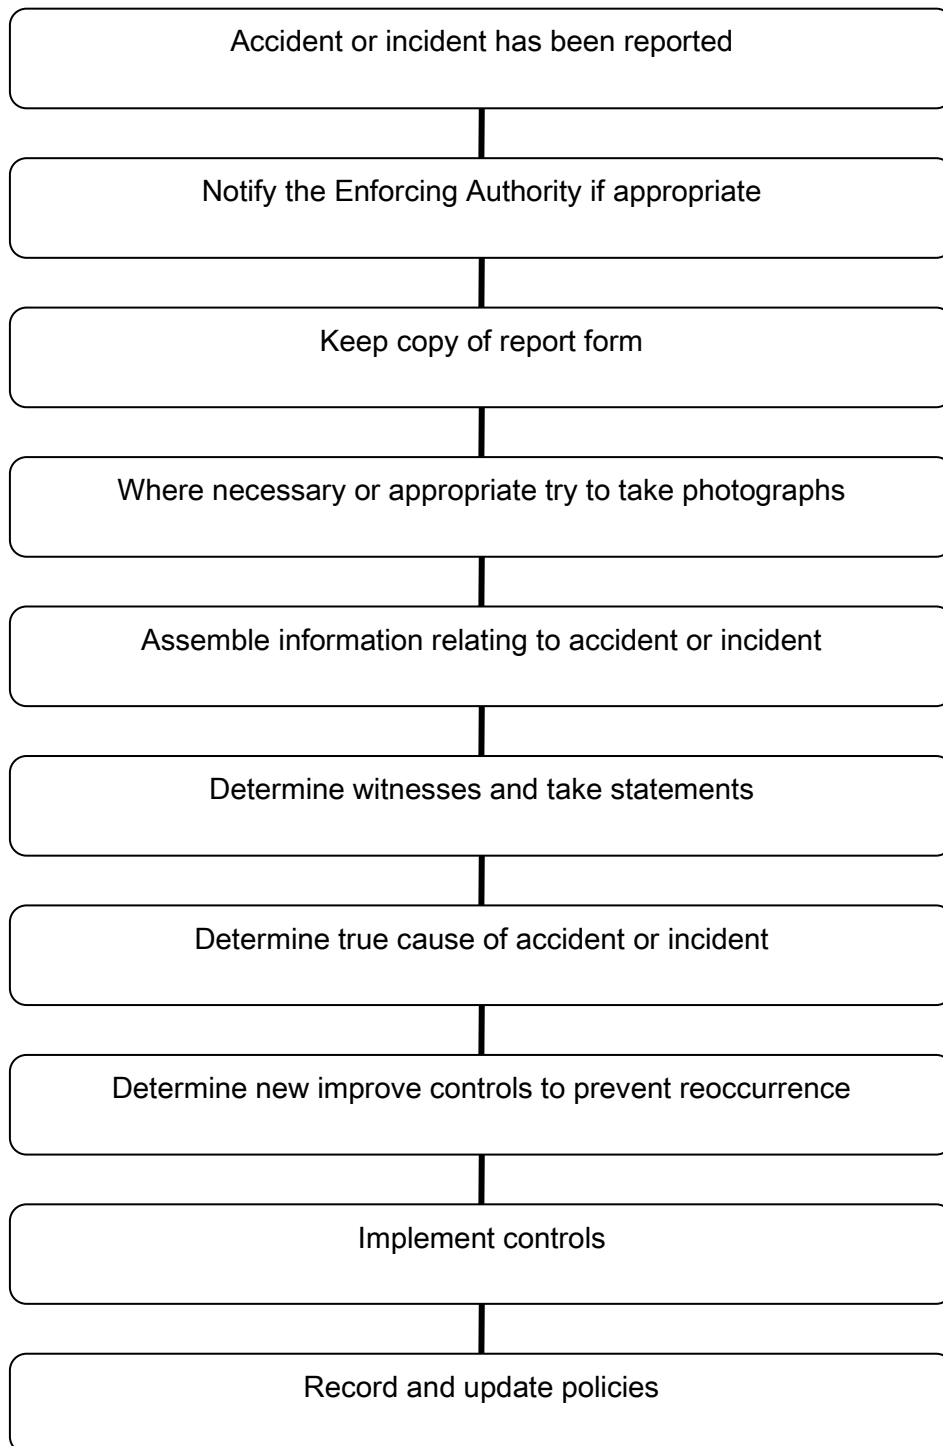 Accident or incident has been reported
Notify the Enforcing Authority if appropriate
Keep copy of report form
Where necessary or appropriate try to take photographs
Assemble information relating to accident or incident
Determine witnesses and take statements
Determine true cause of accident or incident
Determine new improve controls to prevent reoccurrence
Implement controls
Record and update policies